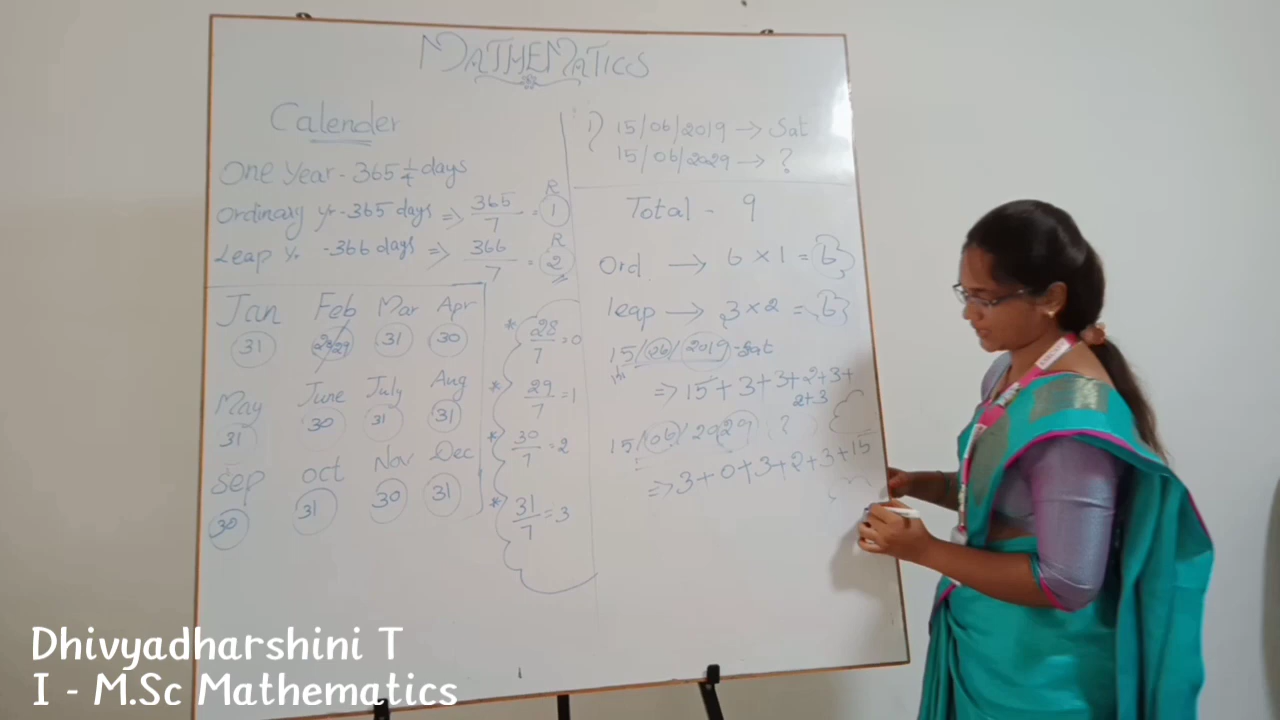 MATHEMATICS
Calender
One Year - 365 1/4 days
Ordinary yr - 365 days => 365/7 = 1 R
Leap yr - 366 days => 366/7 = 2 R
Jan Feb Mar Apr
31 28/29 31 30
May June July Aug
31 30 31 31
Sep oct Nov Dec
30 31 30 31
* 28/7 = 0
* 29/7 = 1
* 30/7 = 2
* 31/7 = 3
1) 15/06/2019 → Sat
15/06/2029 → ?
Total - 9
Ord. → 6 × 1 = 6
leap → 3 × 2 = 6
15/06/2019 - Sat
=> 15 + 3 + 3 + 2 + 3 +
2 + 3
15/06/2029 ?
=> 3 + 0 + 3 + 2 + 3 + 15
Dhivyadharshini T
I - M.Sc Mathematics